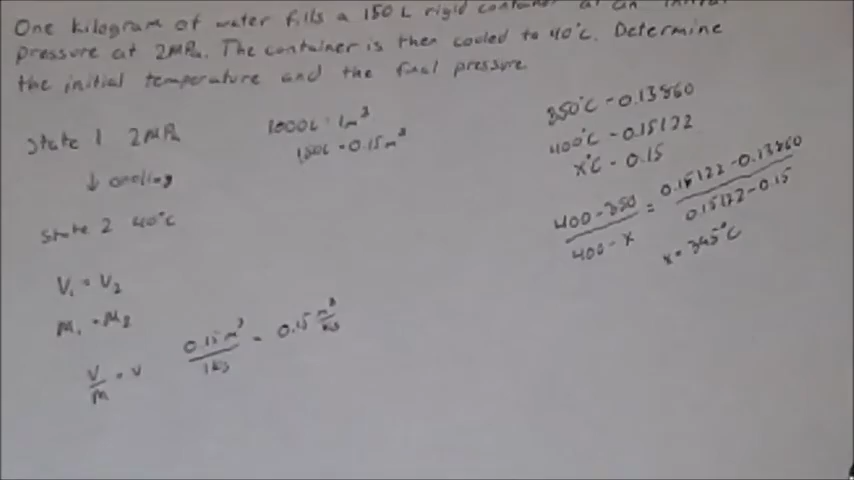 One kilogram of water fills a 150 L rigid container at an initial
pressure at 2MPa. The container is then cooled to 40°C. Determine
the initial temperature and the final pressure
State 1 2MPa
↓ cooling
State 2 40°C
V₁ = V₂
M₁ = M₂
V/m = v 0.15m³/1kg = 0.15 m³/kg
1000L = 1m³
150L = 0.15m³
350°C - 0.13860
400°C - 0.15122
x°C - 0.15
400-350/400-x = 0.15122-0.13860/0.15122-0.15
x = 395°C